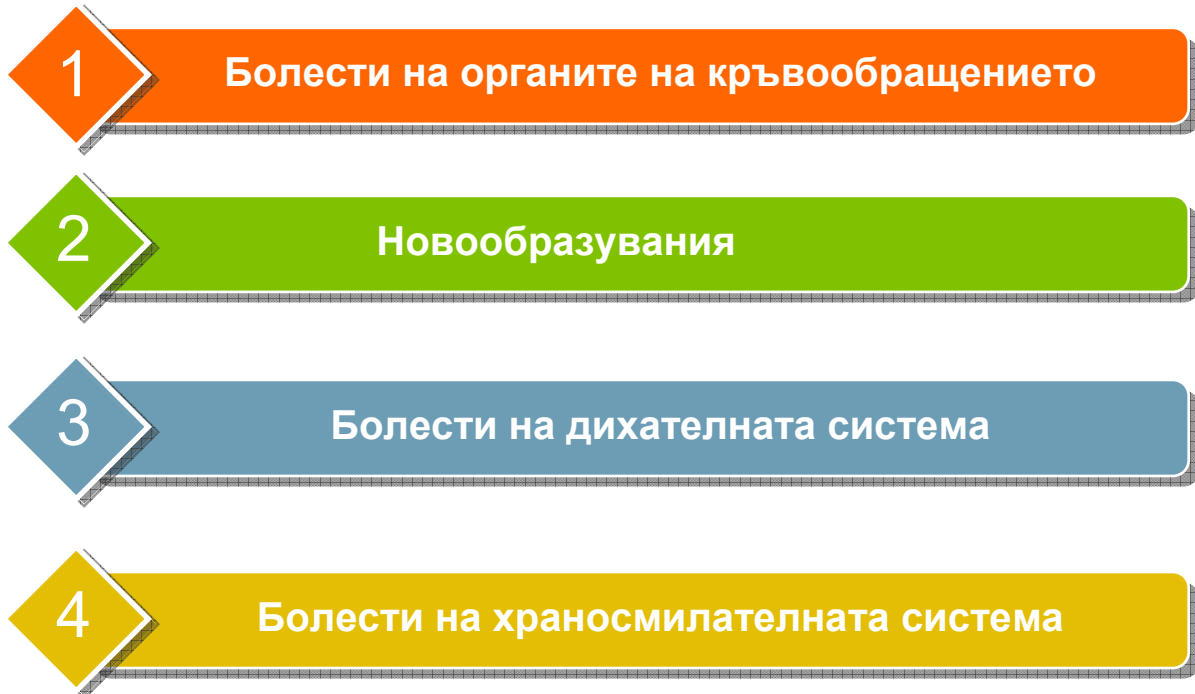 1 Болести на органите на кръвообращението
2 Новообразувания
3 Болести на дихателната система
4 Болести на храносмилателната система